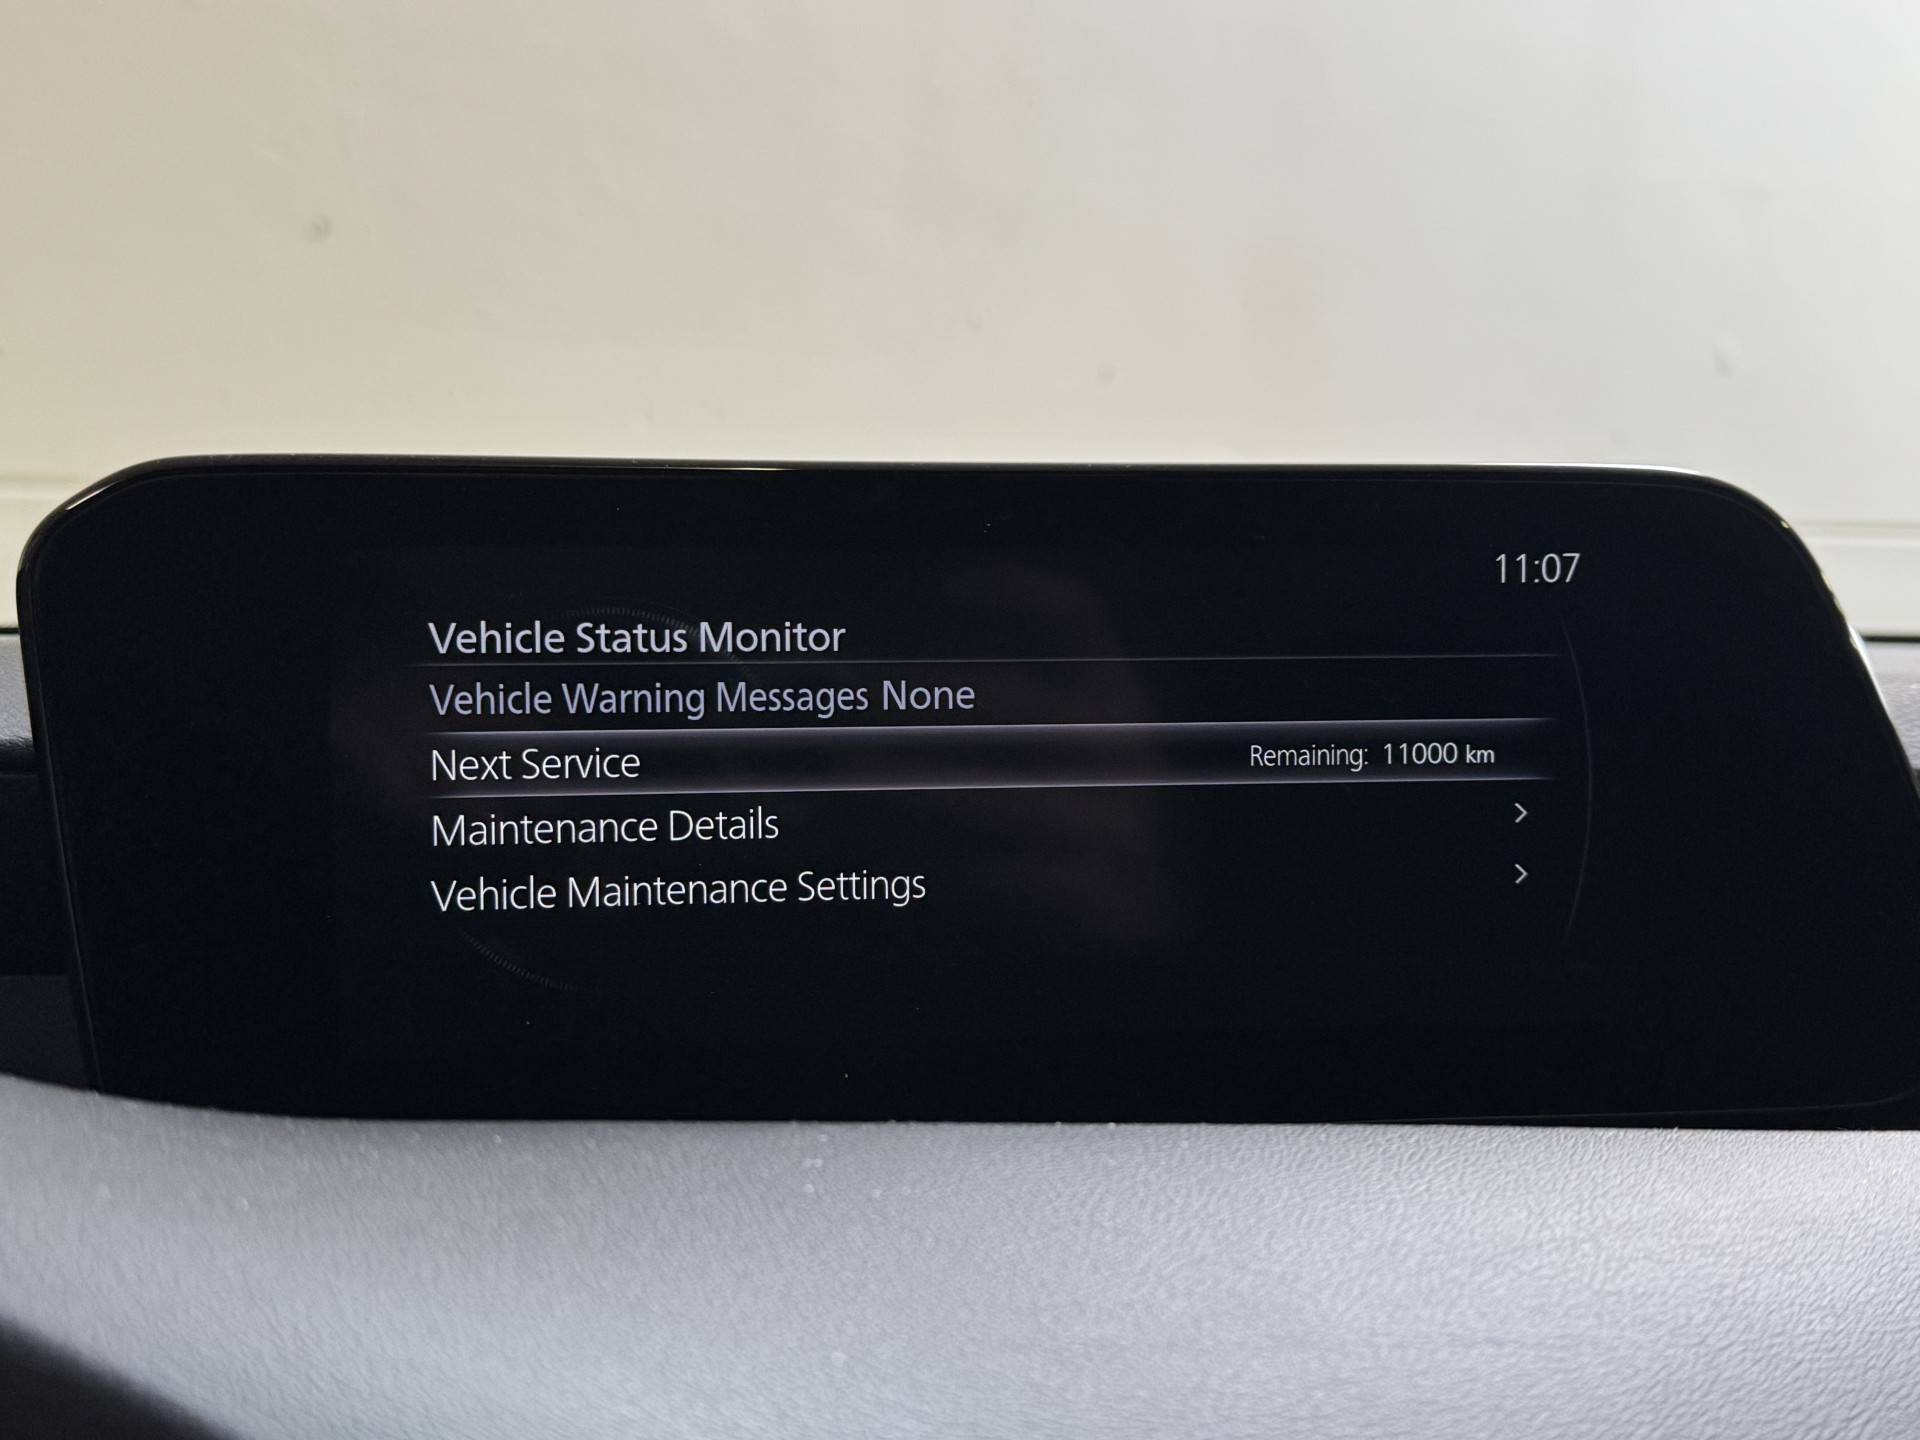 11:07
Vehicle Status Monitor
Vehicle Warning Messages None
Next Service Remaining: 11000 km
Maintenance Details
Vehicle Maintenance Settings